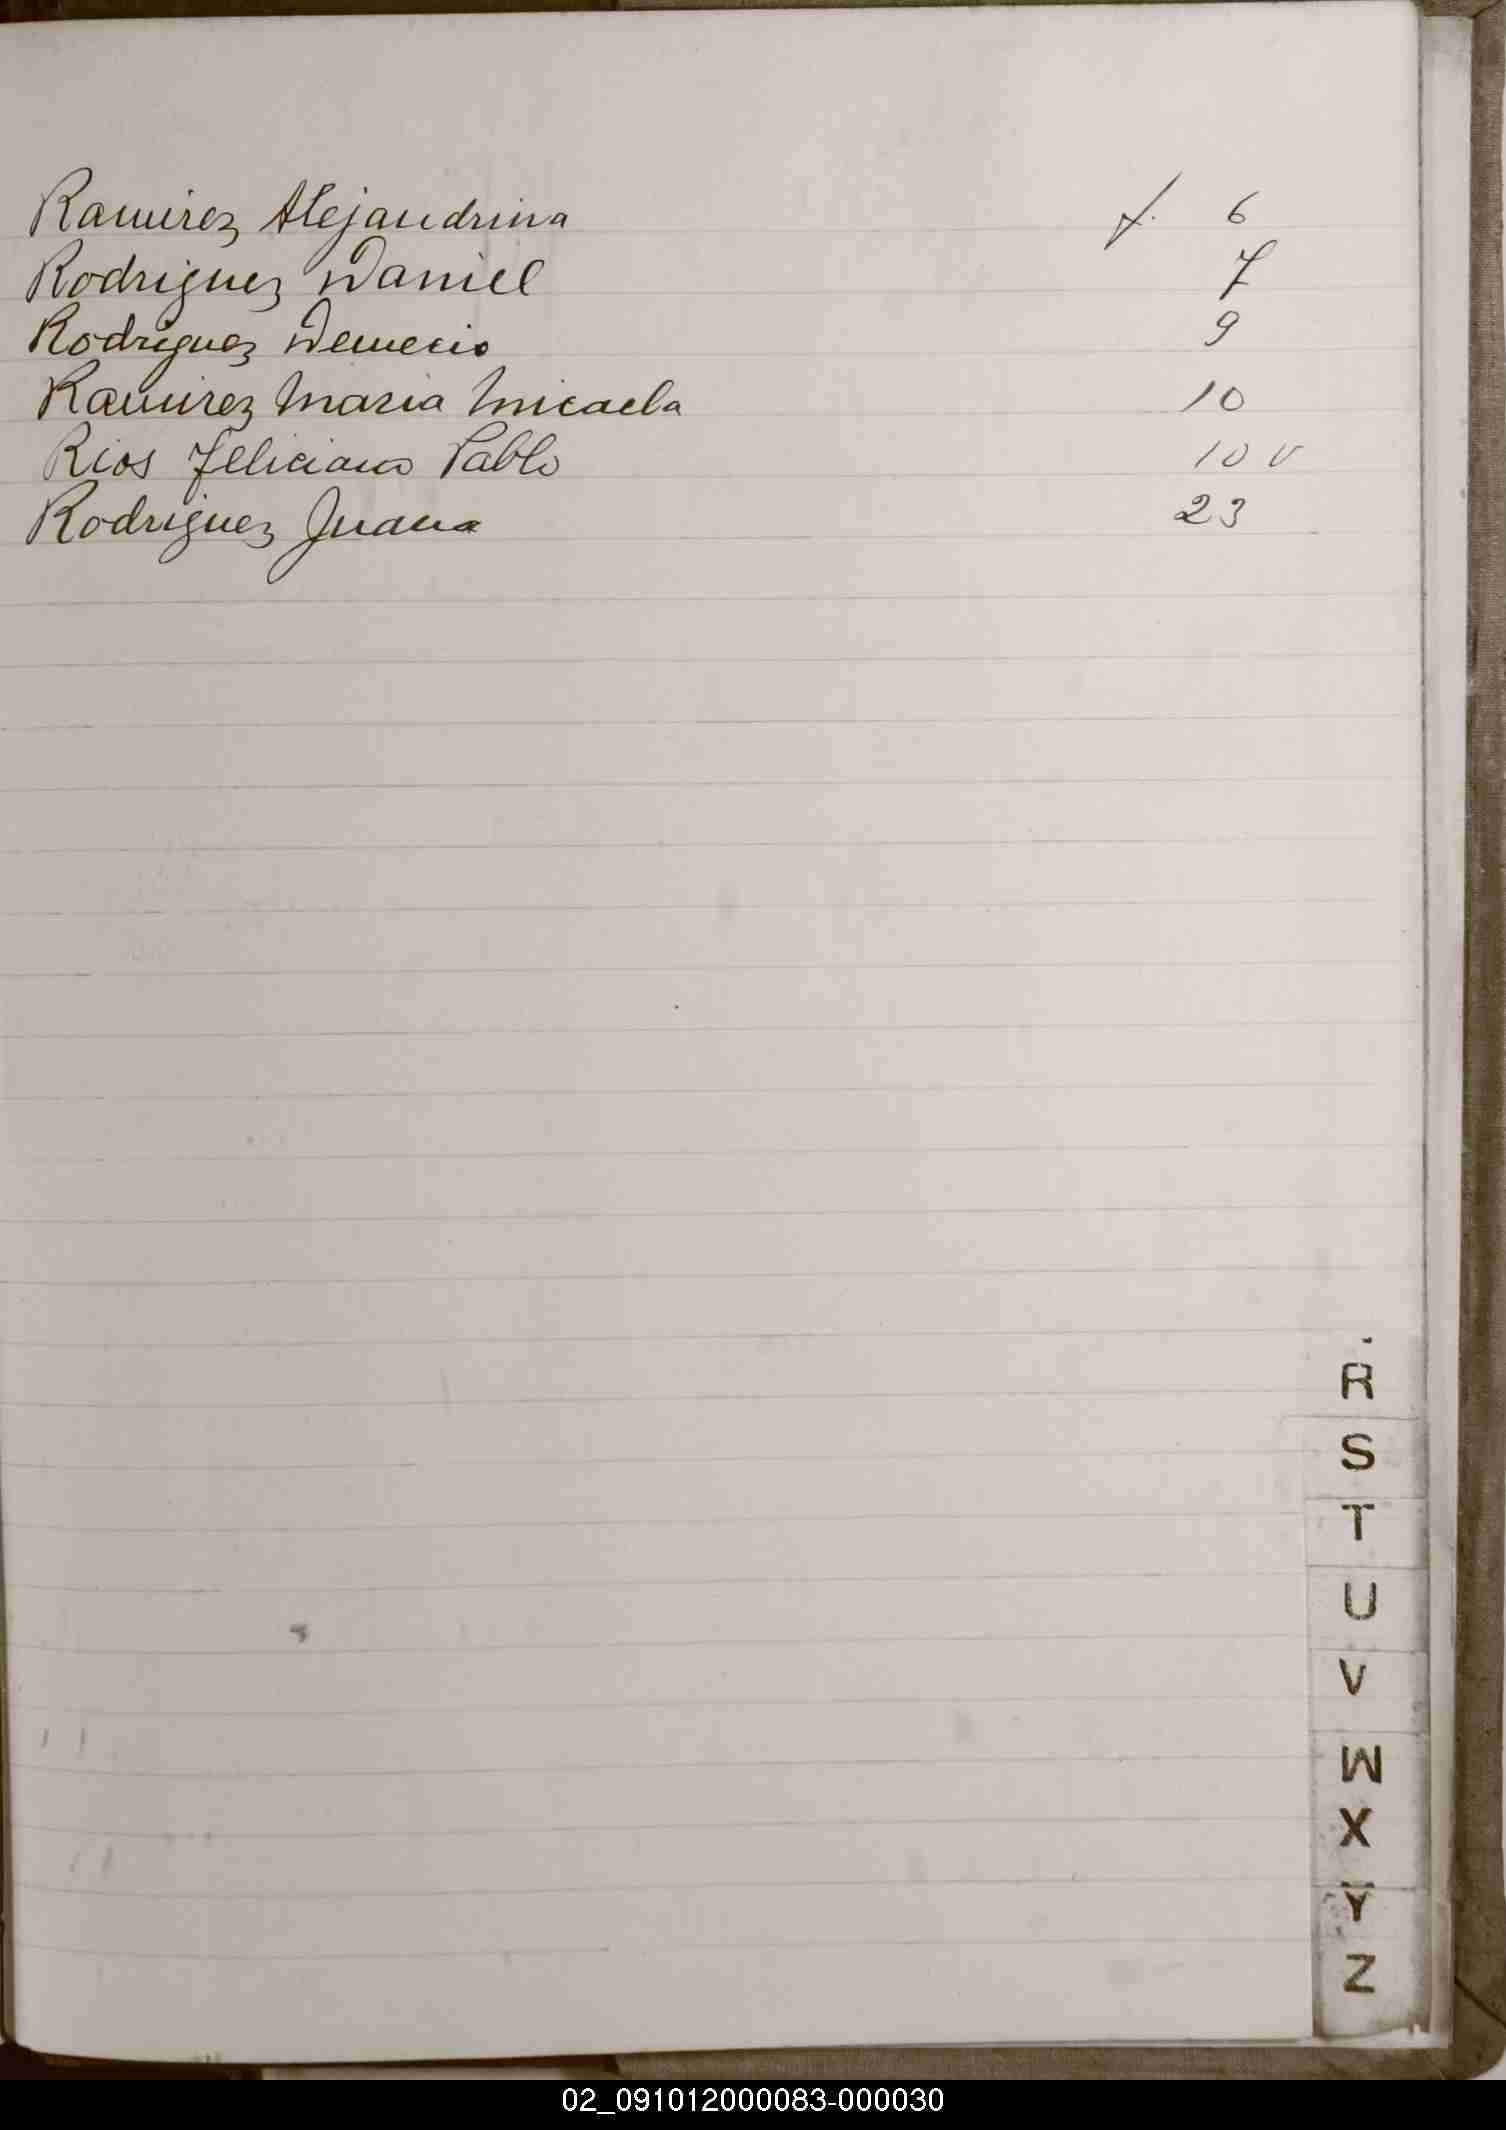 Ramirez Alejandrina f. 6
Rodriguez Daniel 7
Rodriguez Demecio 9
Ramirez Maria Micaela 10
Rios Feliciano Pablo 10 v
Rodriguez Juana 23
R
S
T
U
V
W
X
Y
Z
02_091012000083-000030